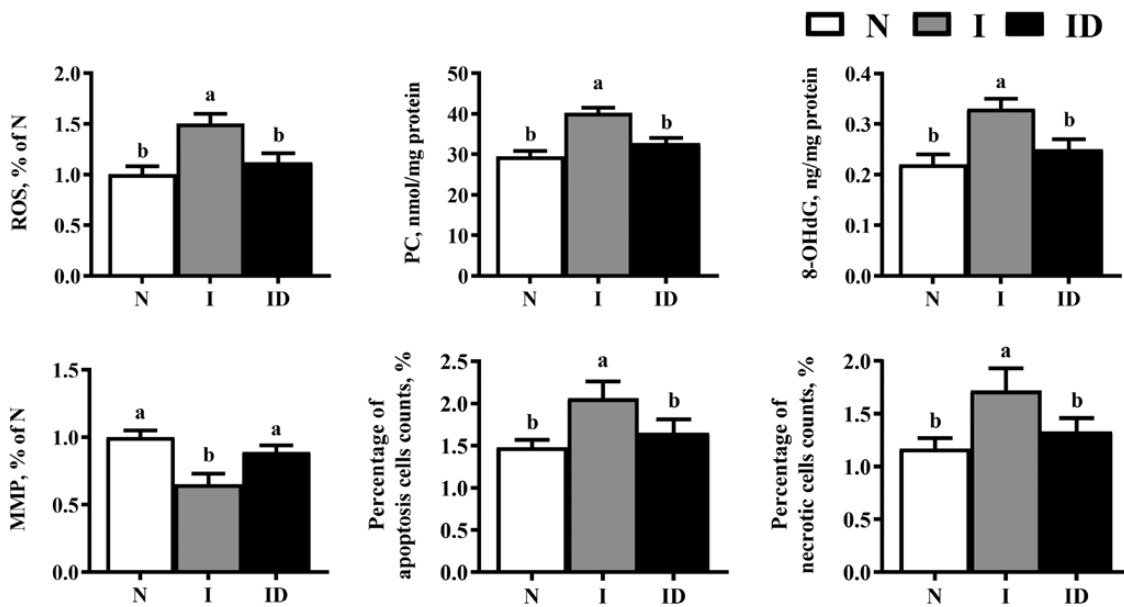 N I ID
ROS, % of N
2.0
1.5
1.0
0.5
0.0
a
b b
N I ID
PC, nmol/mg protein
50
40
30
20
10
0
a
b b
N I ID
8-OHdG, ng/mg protein
0.4
0.3
0.2
0.1
0.0
a
b b
N I ID
MMP, % of N
1.5
1.0
0.5
0.0
a a
b
N I ID
Percentage of
apoptosis cells counts, %
2.5
2.0
1.5
1.0
0.5
0.0
a
b b
N I ID
Percentage of
necrotic cells counts, %
2.0
1.5
1.0
0.5
0.0
a
b b
N I ID